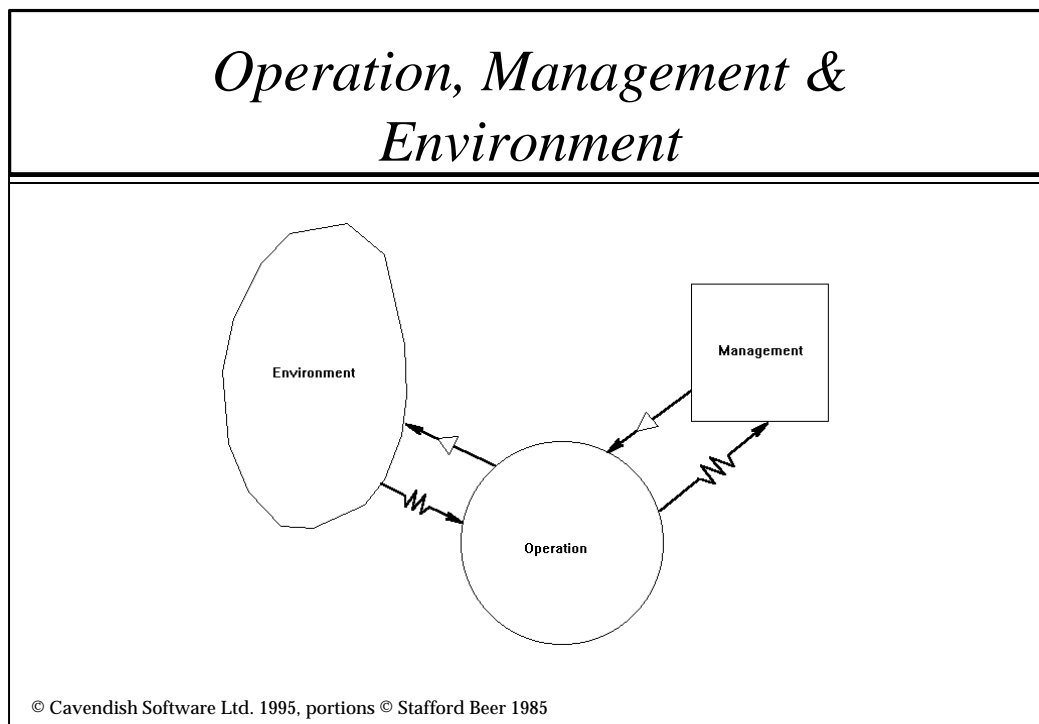 Operation, Management &
Environment
Environment
Management
Operation
© Cavendish Software Ltd. 1995, portions © Stafford Beer 1985